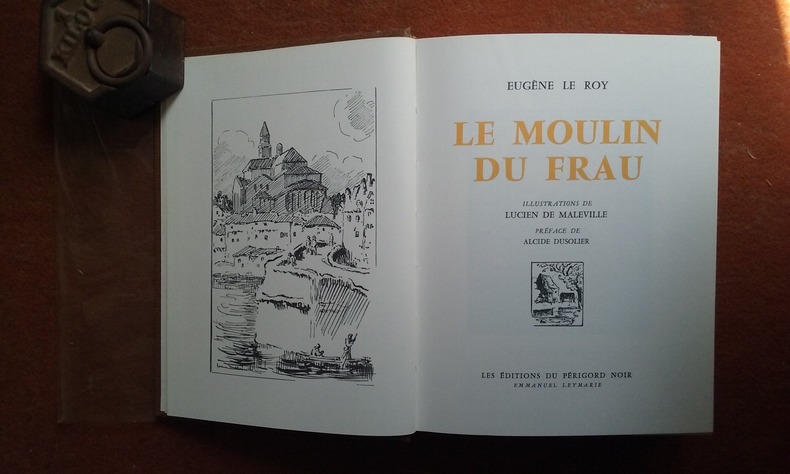 EUGÈNE LE ROY
LE MOULIN
DU FRAU
ILLUSTRATIONS DE
LUCIEN DE MALEVILLE
PRÉFACE DE
ALCIDE DUSOLIER
LES ÉDITIONS DU PÉRIGORD NOIR
EMMANUEL LEYMARIE